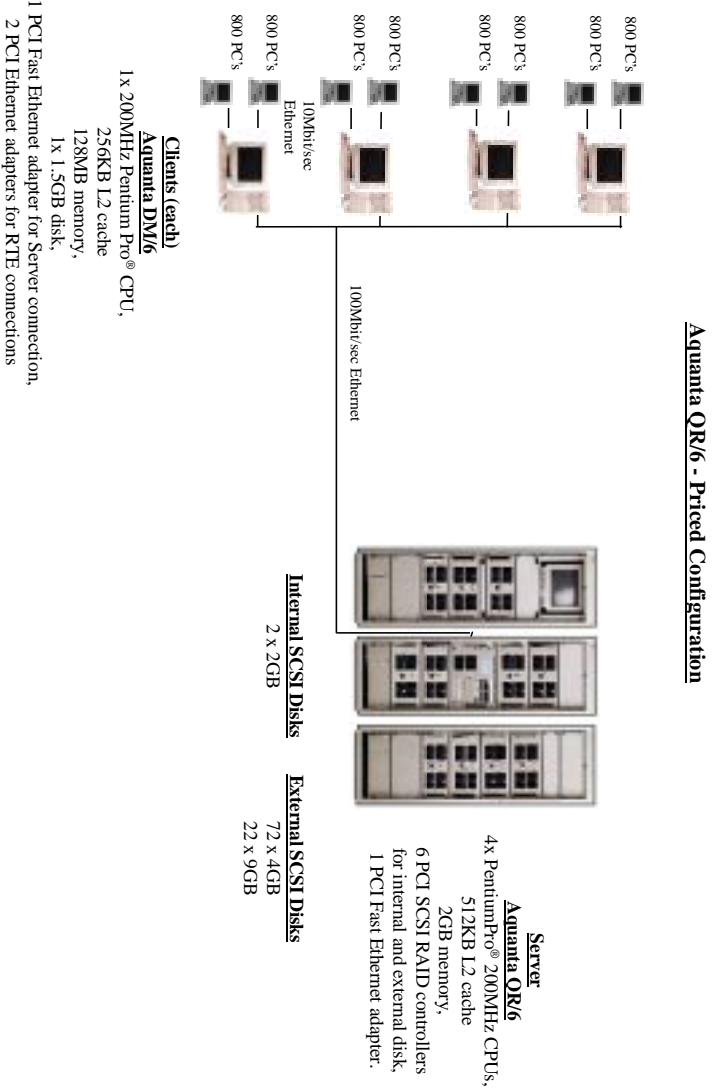 Aquanta QR/6 - Priced Configuration
800 PC's
800 PC's
800 PC's
800 PC's
800 PC's
800 PC's
800 PC's
800 PC's
10Mbit/sec
Ethernet
100Mbit/sec Ethernet
Server
Aquanta QR/6
4x PentiumPro® 200MHz CPUs,
512KB L2 cache
2GB memory,
6 PCI SCSI RAID controllers
for internal and external disk,
1 PCI Fast Ethernet adapter.
Internal SCSI Disks
2 x 2GB
External SCSI Disks
72 x 4GB
22 x 9GB
Clients (each)
Aquanta DM/6
1x 200MHz Pentium Pro® CPU,
256KB L2 cache
128MB memory,
1x 1.5GB disk,
1 PCI Fast Ethernet adapter for Server connection,
2 PCI Ethernet adapters for RTE connections